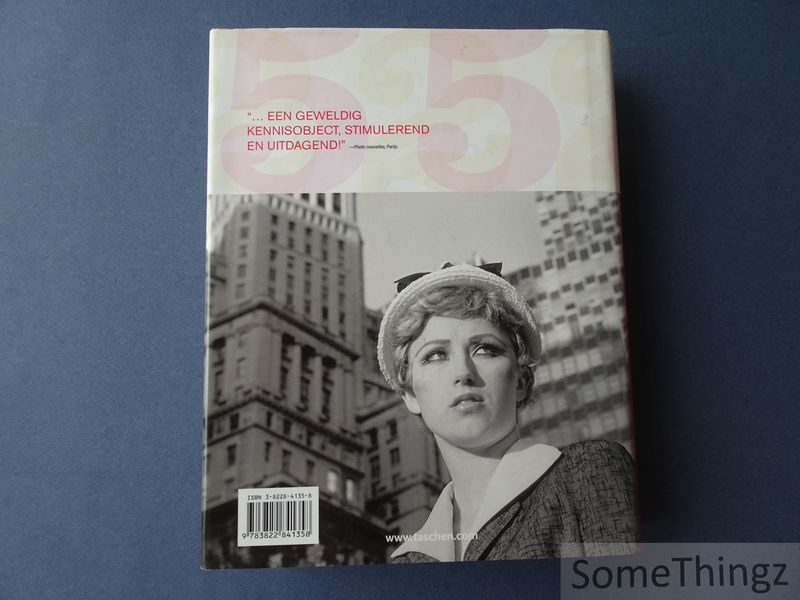 "... EEN GEWELDIG
KENNISOBJECT, STIMULEREND
EN UITDAGEND!" —Photo nouvelles, Parijs
ISBN 3-8228-4135-8
9 783822 841358
www.taschen.com
SomeThingz